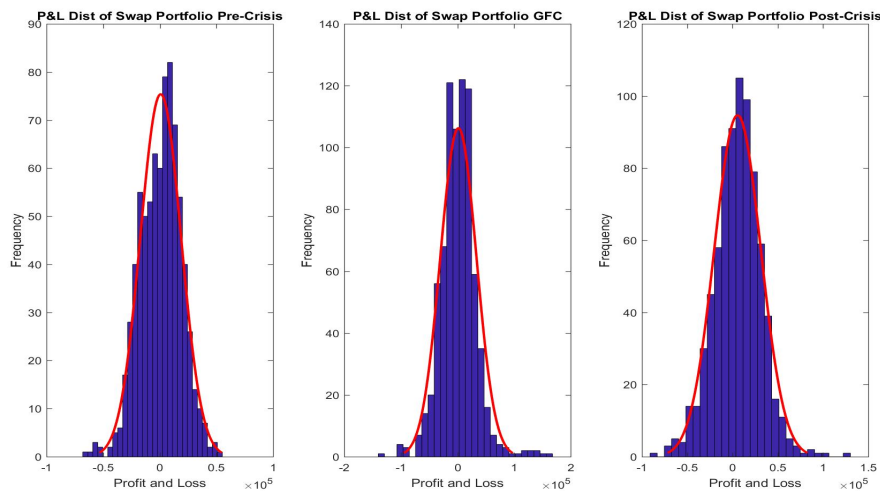 P&L Dist of Swap Portfolio Pre-Crisis
90
80
70
60
50
40
30
20
10
0
Frequency
-1 -0.5 0 0.5 1
Profit and Loss
×10^5
P&L Dist of Swap Portfolio GFC
140
120
100
80
60
40
20
0
Frequency
-2 -1 0 1 2
Profit and Loss
×10^5
P&L Dist of Swap Portfolio Post-Crisis
120
100
80
60
40
20
0
Frequency
-1 -0.5 0 0.5 1 1.5
Profit and Loss
×10^5